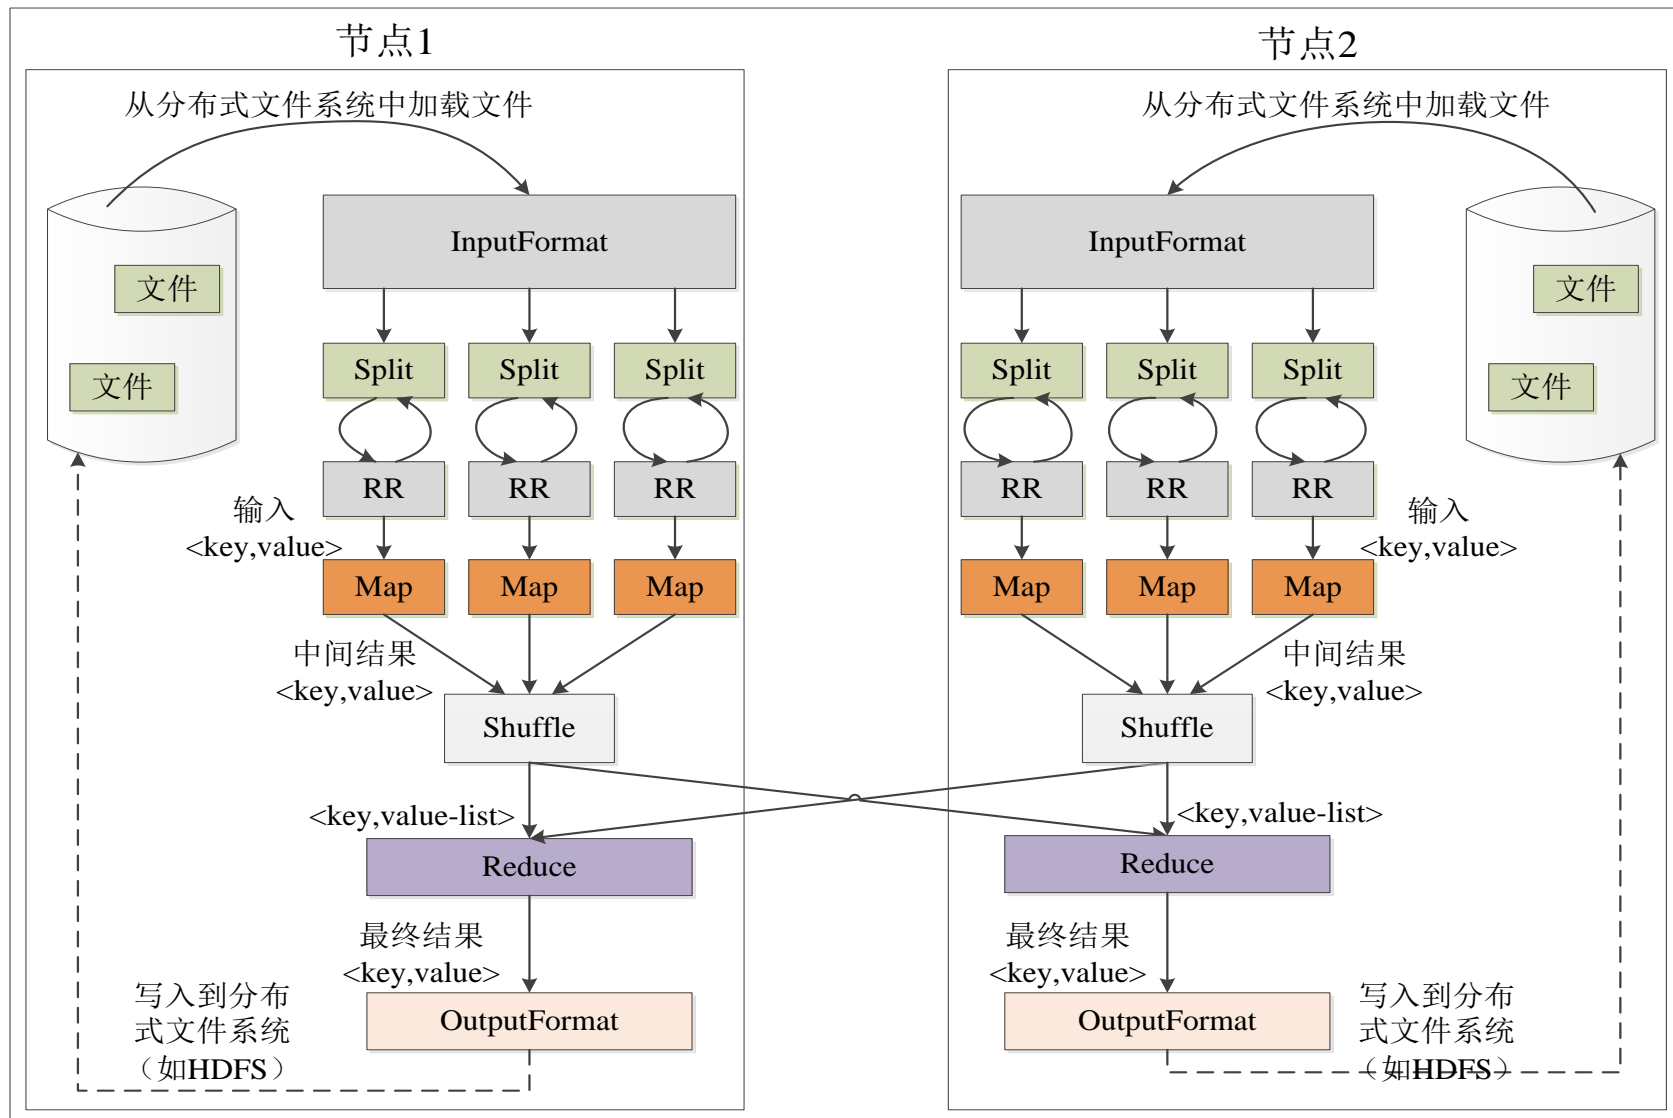 节点1
节点2
从分布式文件系统中加载文件
从分布式文件系统中加载文件
InputFormat
InputFormat
文件
文件
文件
文件
Split
Split
Split
Split
Split
Split
RR
RR
RR
RR
RR
RR
输入
<key,value>
输入
<key,value>
Map
Map
Map
Map
Map
Map
中间结果
<key,value>
中间结果
<key,value>
Shuffle
Shuffle
<key,value-list>
<key,value-list>
Reduce
Reduce
最终结果
<key,value>
最终结果
<key,value>
写入到分布
式文件系统
（如HDFS）
OutputFormat
OutputFormat
写入到分布
式文件系统
（如HDFS）